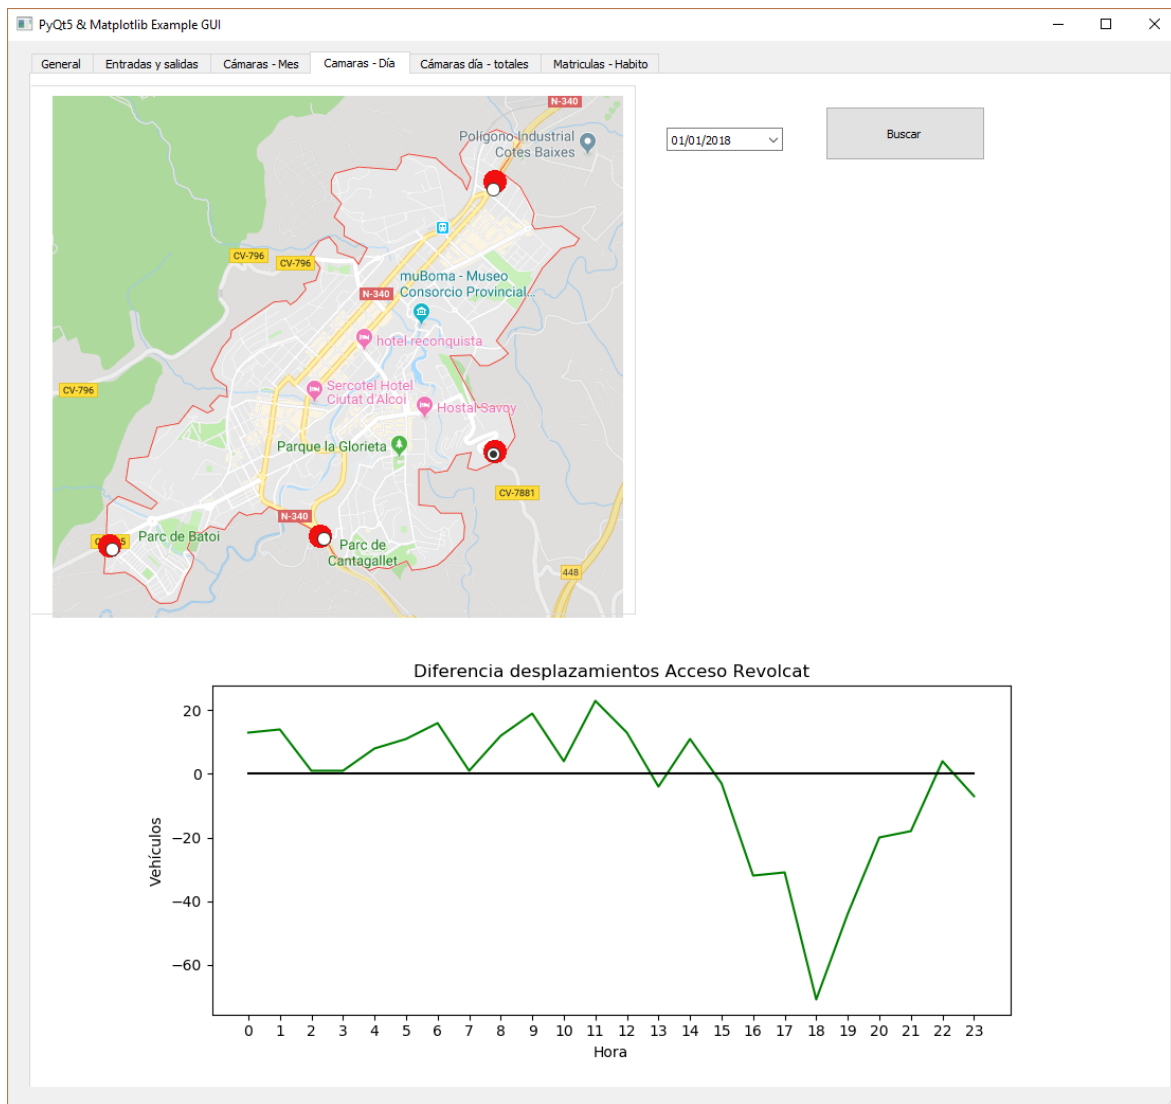 PyQt5 & Matplotlib Example GUI
General
Entradas y salidas
Cámaras - Mes
Camaras - Día
Cámaras día - totales
Matriculas - Habito
01/01/2018
Buscar
N-340
Polígono Industrial
Cotes Baixes
CV-796
CV-796
muBoma - Museo
Consorcio Provincial...
N-340
hotel reconquista
CV-796
Sercotel Hotel
Ciutat d'Alcoi
Hostal Savoy
Parque la Glorieta
CV-7881
N-340
Parc de Batoi
Parc de
Cantagallet
448
Diferencia desplazamientos Acceso Revolcat
Vehículos
20
0
−20
−40
−60
0 1 2 3 4 5 6 7 8 9 10 11 12 13 14 15 16 17 18 19 20 21 22 23
Hora